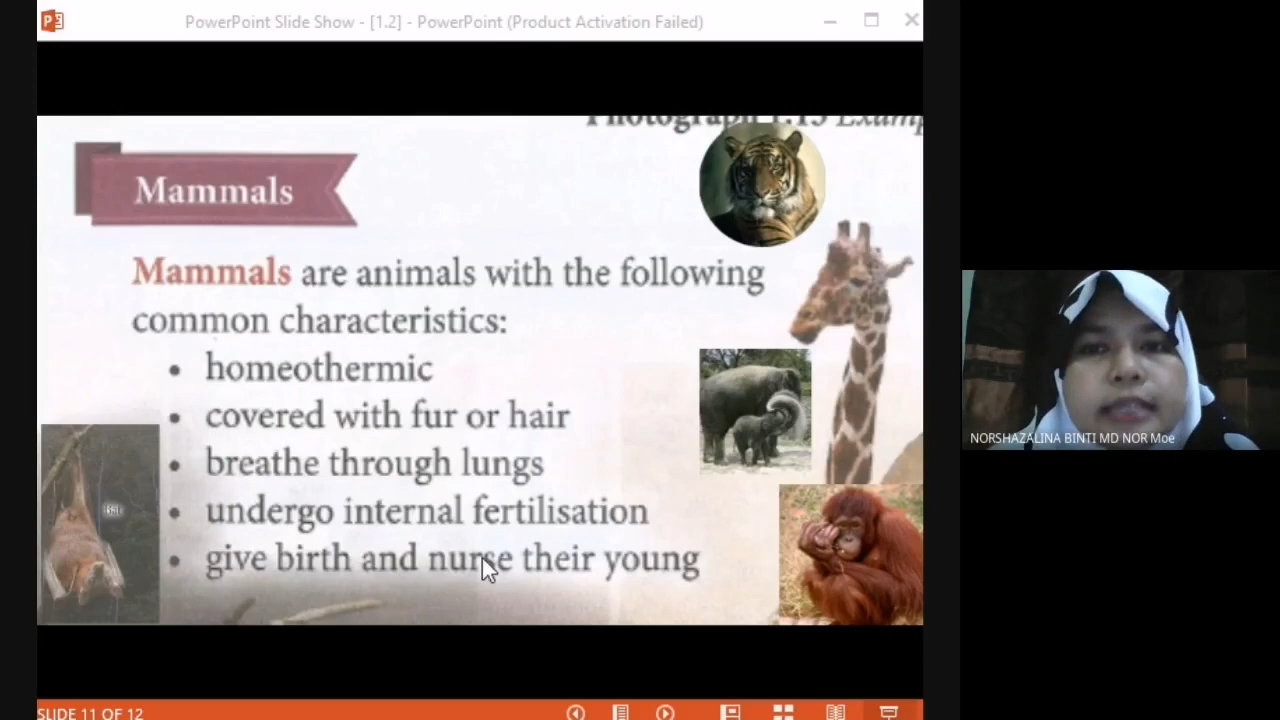 PowerPoint Slide Show - [1.2] - PowerPoint (Product Activation Failed)
Mammals
Mammals are animals with the following
common characteristics:
• homeothermic
• covered with fur or hair
• breathe through lungs
• undergo internal fertilisation
• give birth and nurse their young
Bat
NORSHAZALINA BINTI MD NOR Moe
SLIDE 11 OF 12